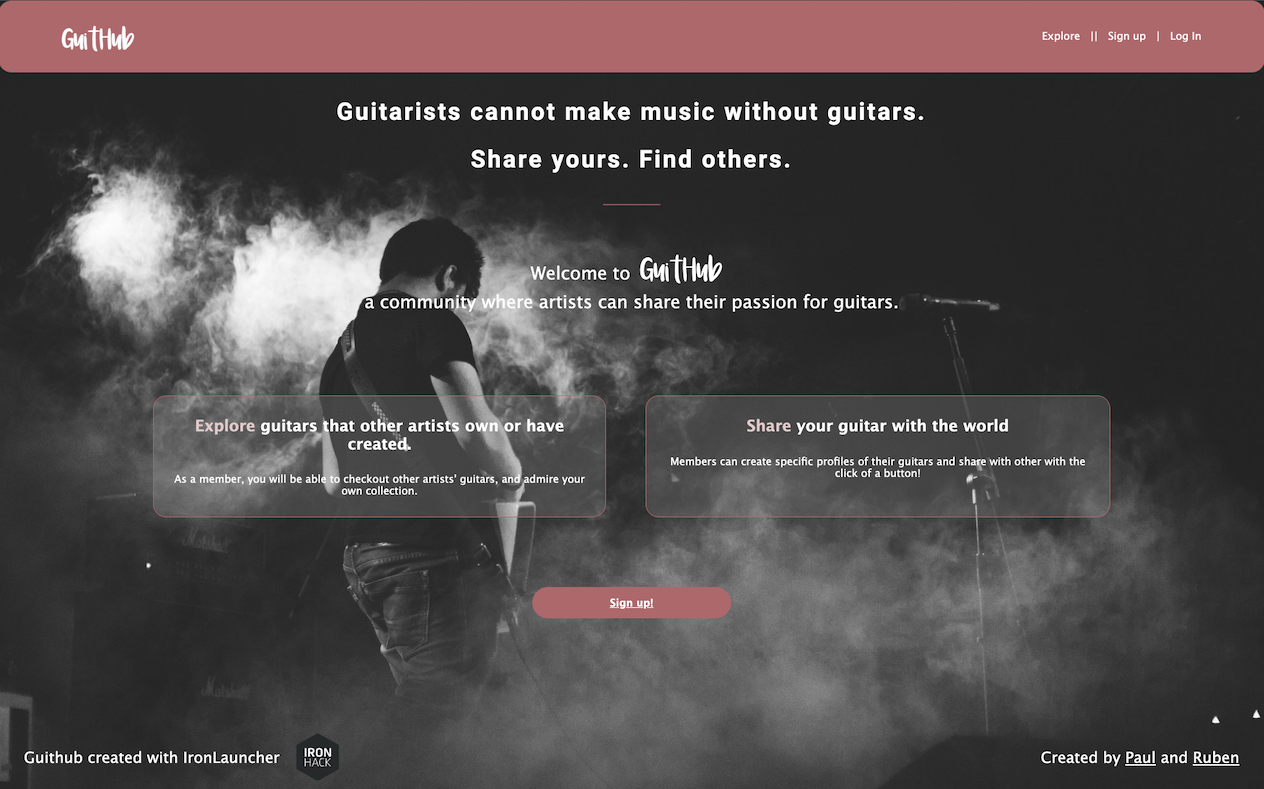 GuitHub
Explore || Sign up | Log In
Guitarists cannot make music without guitars.
Share yours. Find others.
Welcome to GuitHub
a community where artists can share their passion for guitars.
Explore guitars that other artists own or have
created.
As a member, you will be able to checkout other artists' guitars, and admire your
own collection.
Share your guitar with the world
Members can create specific profiles of their guitars and share with other with the
click of a button!
Sign up!
Marshall
Marshall
Guithub created with IronLauncher
IRON
HACK
Created by Paul and Ruben